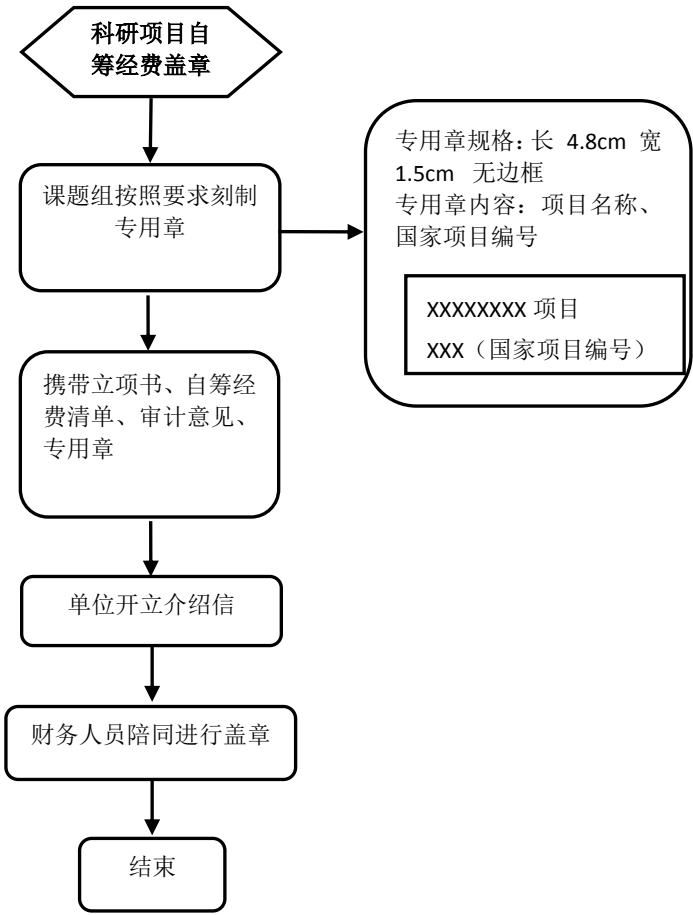 科研项目自
筹经费盖章
课题组按照要求刻制
专用章
专用章规格：长 4.8cm 宽
1.5cm 无边框
专用章内容：项目名称、
国家项目编号
XXXXXXXX 项目
XXX（国家项目编号）
携带立项书、自筹经
费清单、审计意见、
专用章
单位开立介绍信
财务人员陪同进行盖章
结束